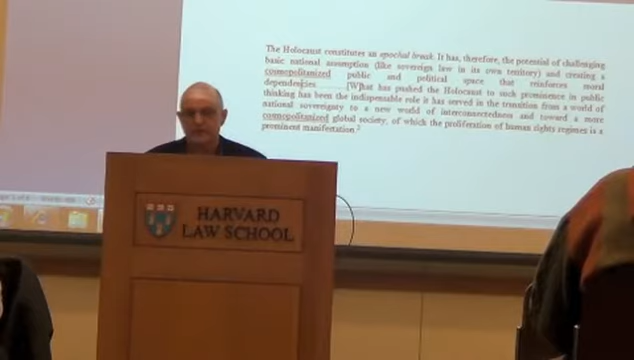 The Holocaust constitutes an epochal break. It has, therefore, the potential of challenging
basic national assumption (like sovereign law in its own territory) and creating a
cosmopolitanized public and political space that reinforces moral
dependencies ...... [W]hat has pushed the Holocaust to such prominence in public
thinking has been the indispensable role it has served in the transition from a world of
national sovereignty to a new world of interconnectedness and toward a more
cosmopolitanized global society, of which the proliferation of human rights regimes is a
prominent manifestation.2
HARVARD
LAW SCHOOL